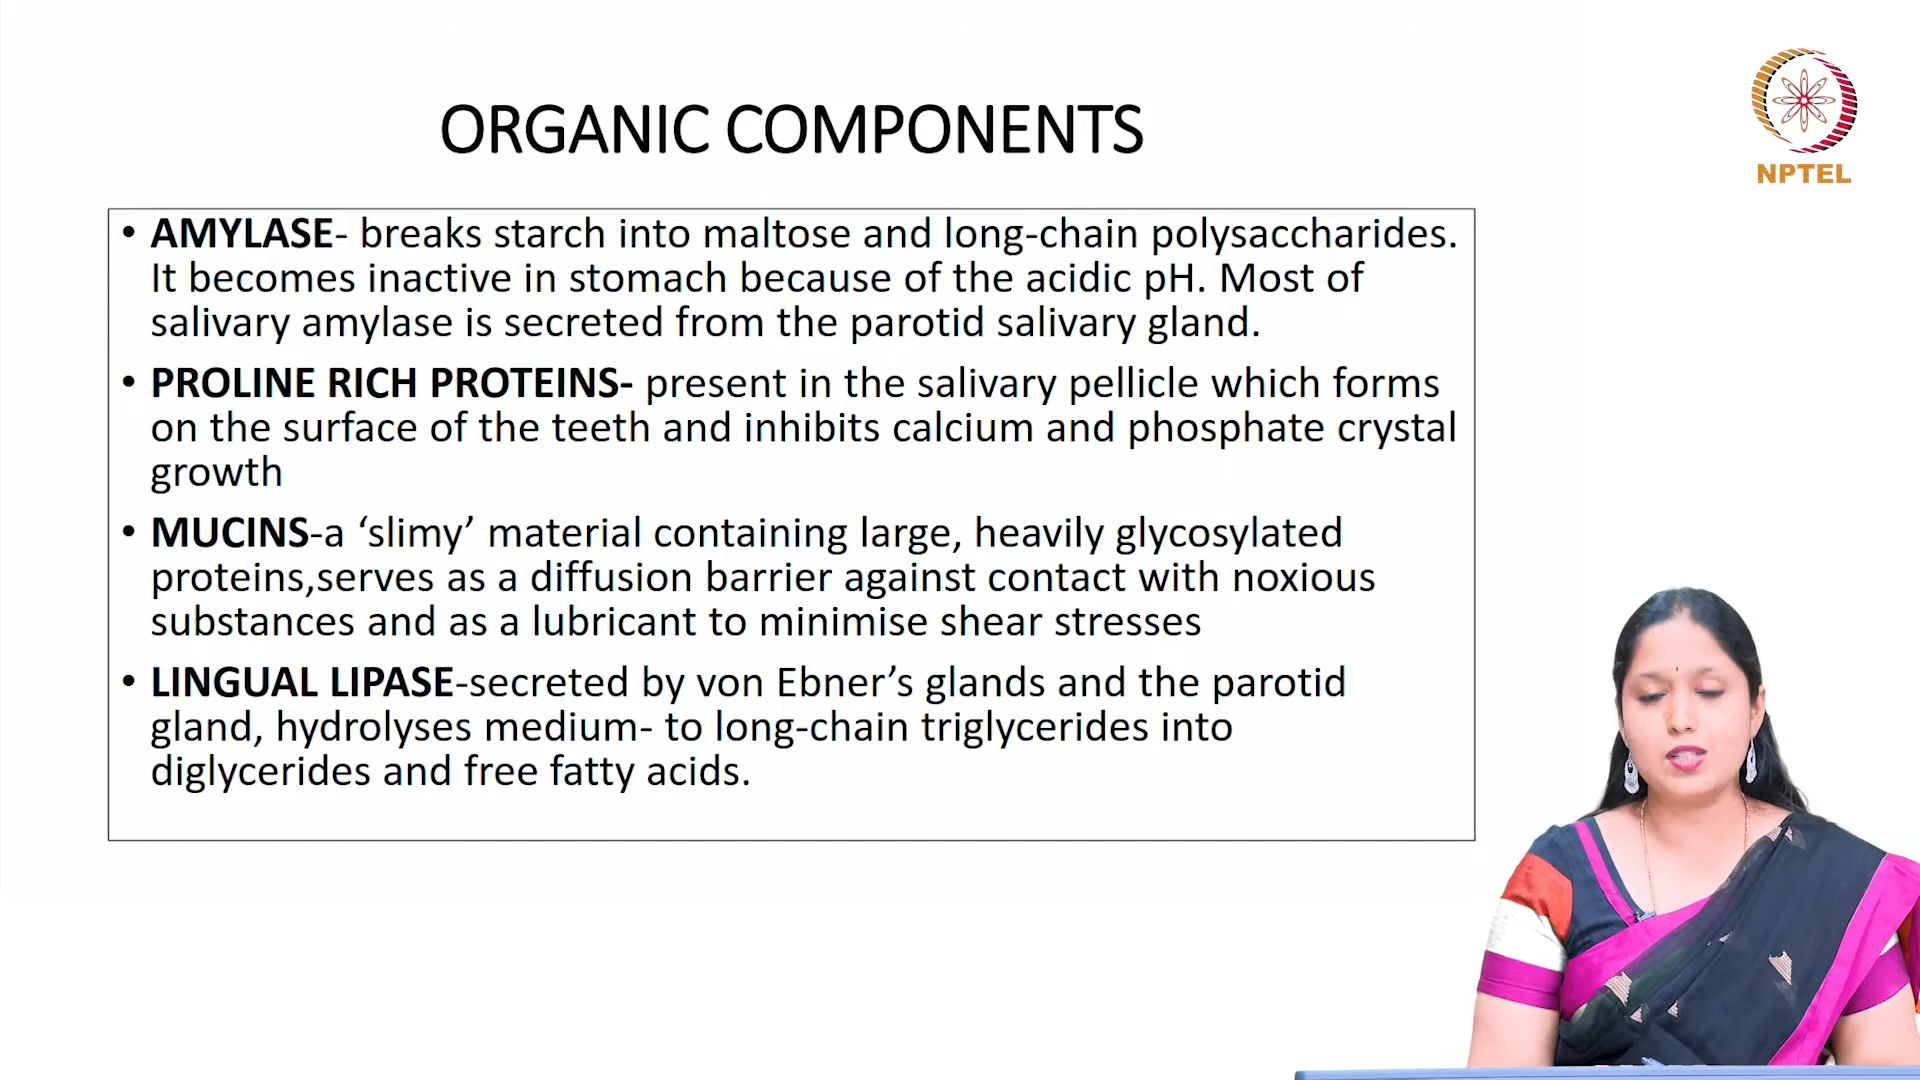 ORGANIC COMPONENTS
NPTEL
• AMYLASE- breaks starch into maltose and long-chain polysaccharides.
It becomes inactive in stomach because of the acidic pH. Most of
salivary amylase is secreted from the parotid salivary gland.
• PROLINE RICH PROTEINS- present in the salivary pellicle which forms
on the surface of the teeth and inhibits calcium and phosphate crystal
growth
• MUCINS-a ‘slimy’ material containing large, heavily glycosylated
proteins,serves as a diffusion barrier against contact with noxious
substances and as a lubricant to minimise shear stresses
• LINGUAL LIPASE-secreted by von Ebner’s glands and the parotid
gland, hydrolyses medium- to long-chain triglycerides into
diglycerides and free fatty acids.